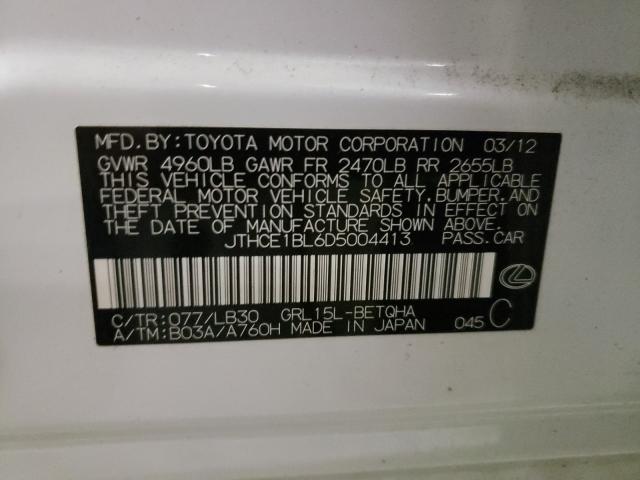 MFD. BY: TOYOTA MOTOR CORPORATION 03/12
GVWR 4960LB GAWR FR 2470LB RR 2655LB
THIS VEHICLE CONFORMS TO ALL APPLICABLE
FEDERAL MOTOR VEHICLE SAFETY, BUMPER, AND
THEFT PREVENTION STANDARDS IN EFFECT ON
THE DATE OF MANUFACTURE SHOWN ABOVE.
JTHCE1BL6D5004413 PASS. CAR
C/TR: 077/LB30 GRL15L-BETQHA
A/TM: B03A/A760H MADE IN JAPAN 045 C